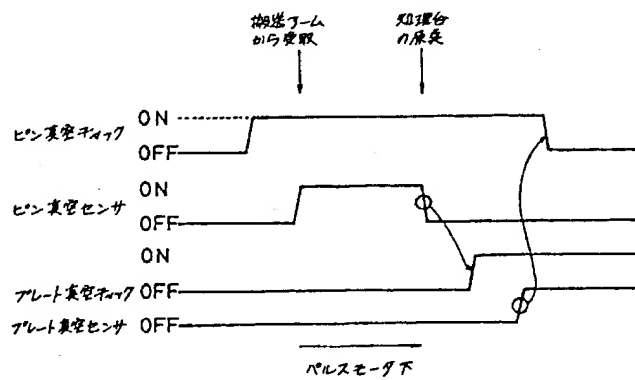 搬送アーム
から受取
処理台
の原点
ON
ピン真空チャック
OFF
ON
ピン真空センサ
OFF
ON
プレート真空チャック OFF
プレート真空センサ OFF
パルスモータ下